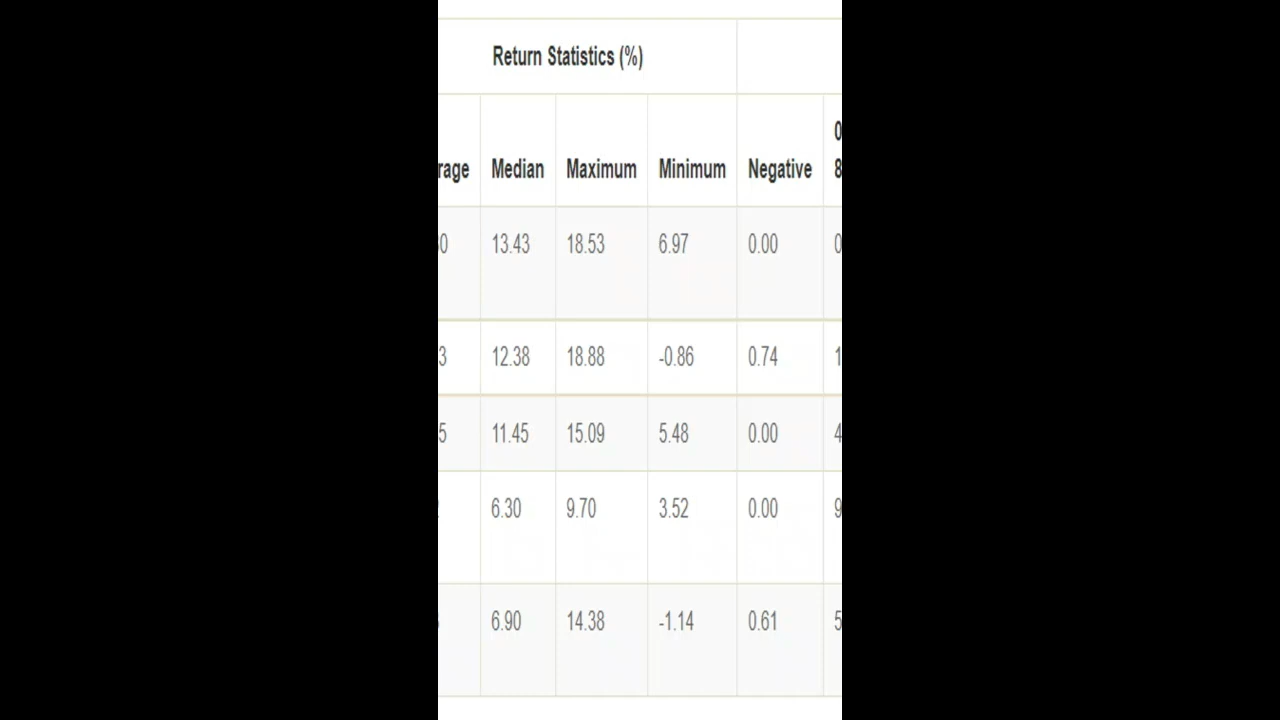 Return Statistics (%)
Median Maximum Minimum Negative
13.43 18.53 6.97 0.00
12.38 18.88 -0.86 0.74
11.45 15.09 5.48 0.00
6.30 9.70 3.52 0.00
6.90 14.38 -1.14 0.61